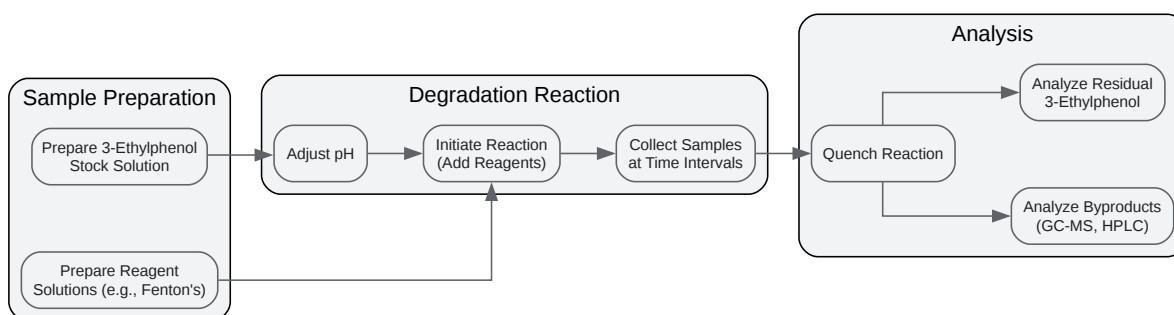 Sample Preparation
Prepare 3-Ethylphenol
Stock Solution
Prepare Reagent
Solutions (e.g., Fenton's)
Degradation Reaction
Adjust pH
Initiate Reaction
(Add Reagents)
Collect Samples
at Time Intervals
Analysis
Quench Reaction
Analyze Residual
3-Ethylphenol
Analyze Byproducts
(GC-MS, HPLC)